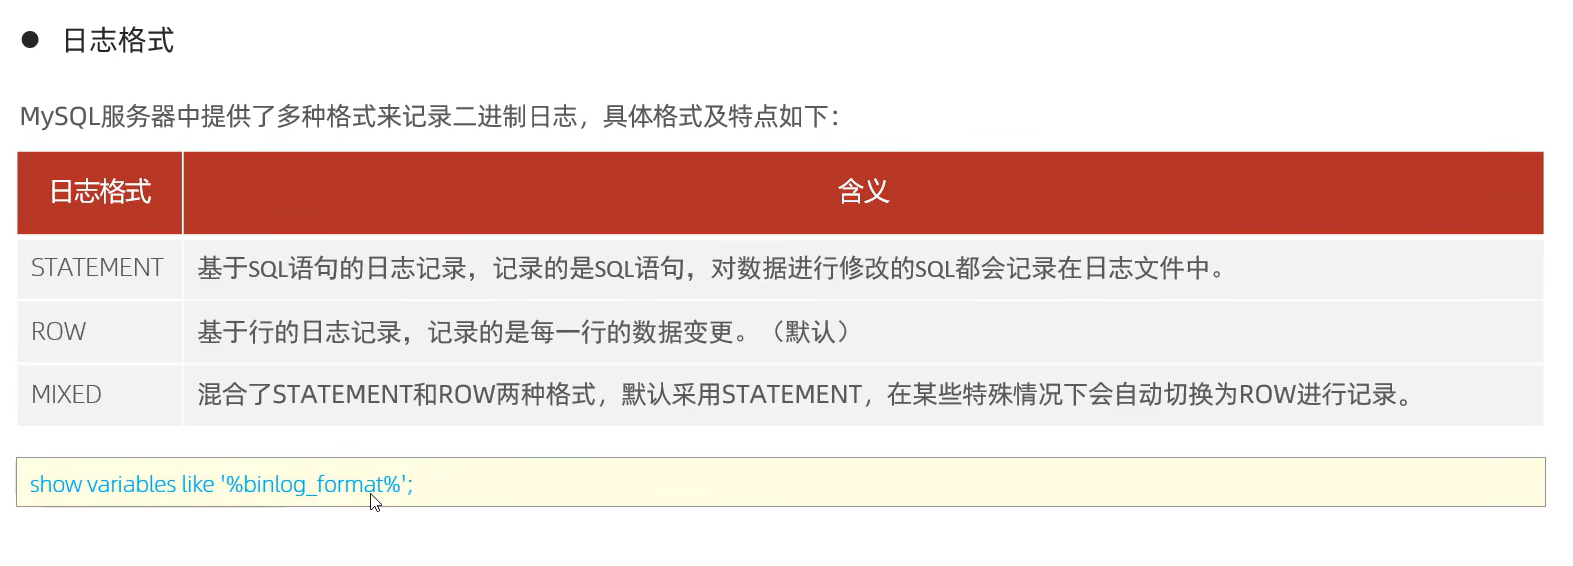 ● 日志格式
MySQL服务器中提供了多种格式来记录二进制日志，具体格式及特点如下：
日志格式 含义
STATEMENT 基于SQL语句的日志记录，记录的是SQL语句，对数据进行修改的SQL都会记录在日志文件中。
ROW 基于行的日志记录，记录的是每一行的数据变更。（默认）
MIXED 混合了STATEMENT和ROW两种格式，默认采用STATEMENT，在某些特殊情况下会自动切换为ROW进行记录。
show variables like '%binlog_format%';